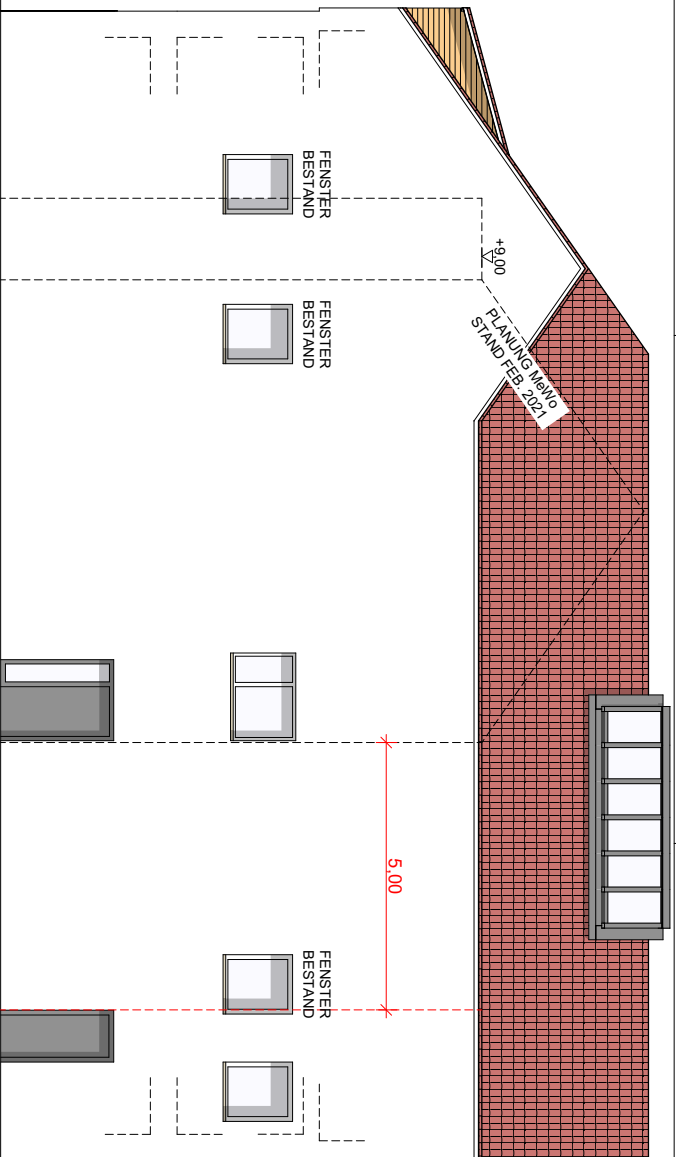 FENSTER
BESTAND
+9,00
FENSTER
BESTAND
PLANUNG MeWo
STAND FEB. 2021
5,00
FENSTER
BESTAND